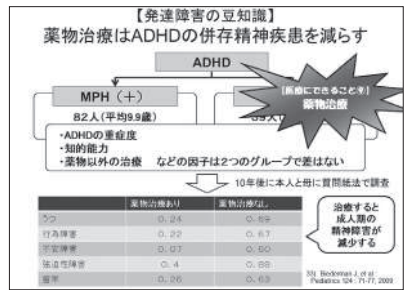 【発達障害の豆知識】
薬物治療はADHDの併存精神疾患を減らす
ADHD
【医療にできること④】
薬物治療
MPH（＋）
82人（平均9.9歳）
・ADHDの重症度
・知的能力
・薬物以外の治療　などの因子は2つのグループで差はない
10年後に本人と母に質問紙法で調査
薬物治療あり　薬物治療なし
うつ　0.24　0.69
行為障害　0.22　0.67
不安障害　0.07　0.60
強迫性障害　0.4　0.88
留年　0.26　0.63
治療すると
成人期の
精神障害が
減少する
Biederman J, et al :
Pediatrics 124 : 71-77, 2009